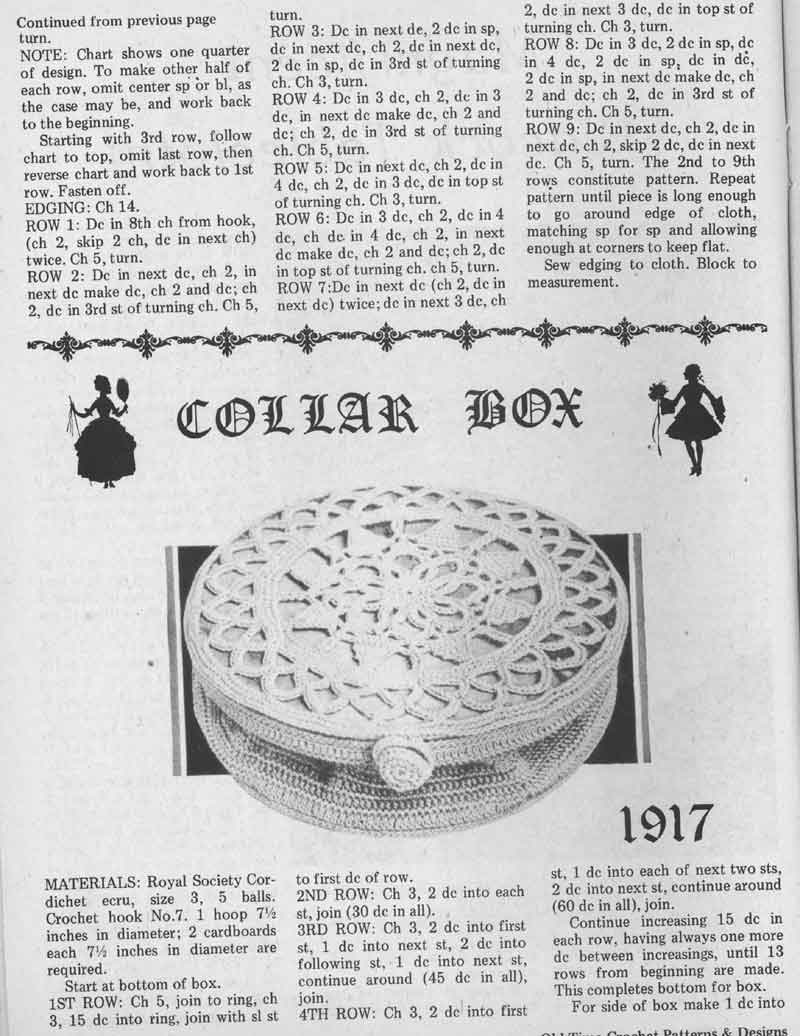 Continued from previous page
turn.
NOTE: Chart shows one quarter
of design. To make other half of
each row, omit center sp or bl, as
the case may be, and work back
to the beginning.
Starting with 3rd row, follow
chart to top, omit last row, then
reverse chart and work back to 1st
row. Fasten off.
EDGING: Ch 14.
ROW 1: Dc in 8th ch from hook,
(ch 2, skip 2 ch, dc in next ch)
twice. Ch 5, turn.
ROW 2: Dc in next dc, ch 2, in
next dc make dc, ch 2 and dc; ch
2, dc in 3rd st of turning ch. Ch 5,
turn.
ROW 3: Dc in next dc, 2 dc in sp,
dc in next dc, ch 2, dc in next dc,
2 dc in sp, dc in 3rd st of turning
ch. Ch 3, turn.
ROW 4: Dc in 3 dc, ch 2, dc in 3
dc, in next dc make dc, ch 2 and
dc; ch 2, dc in 3rd st of turning
ch. Ch 5, turn.
ROW 5: Dc in next dc, ch 2, dc in
4 dc, ch 2, dc in 3 dc, dc in top st
of turning ch. Ch 3, turn.
ROW 6: Dc in 3 dc, ch 2, dc in 4
dc, ch dc in 4 dc, ch 2, in next
dc make dc, ch 2 and dc; ch 2, dc
in top st of turning ch. ch 5, turn.
ROW 7:Dc in next dc (ch 2, dc in
next dc) twice; dc in next 3 dc, ch
2, dc in next 3 dc, dc in top st of
turning ch. Ch 3, turn.
ROW 8: Dc in 3 dc, 2 dc in sp, dc
in 4 dc, 2 dc in sp, dc in dc,
2 dc in sp, in next dc make dc, ch
2 and dc; ch 2, dc in 3rd st of
turning ch. Ch 5, turn.
ROW 9: Dc in next dc, ch 2, dc in
next dc, ch 2, skip 2 dc, dc in next
dc. Ch 5, turn. The 2nd to 9th
rows constitute pattern. Repeat
pattern until piece is long enough
to go around edge of cloth,
matching sp for sp and allowing
enough at corners to keep flat.
Sew edging to cloth. Block to
measurement.
COLLAR BOX
1917
MATERIALS: Royal Society Cor-
dichet ecru, size 3, 5 balls.
Crochet hook No.7. 1 hoop 7½
inches in diameter; 2 cardboards
each 7½ inches in diameter are
required.
Start at bottom of box.
1ST ROW: Ch 5, join to ring, ch
3, 15 dc into ring, join with sl st
to first dc of row.
2ND ROW: Ch 3, 2 dc into each
st, join (30 dc in all).
3RD ROW: Ch 3, 2 dc into first
st, 1 dc into next st, 2 dc into
following st, 1 dc into next st,
continue around (45 dc in all),
join.
4TH ROW: Ch 3, 2 dc into first
st, 1 dc into each of next two sts,
2 dc into next st, continue around
(60 dc in all), join.
Continue increasing 15 dc in
each row, having always one more
dc between increasings, until 13
rows from beginning are made.
This completes bottom for box.
For side of box make 1 dc into
Old Time Crochet Patterns & Designs